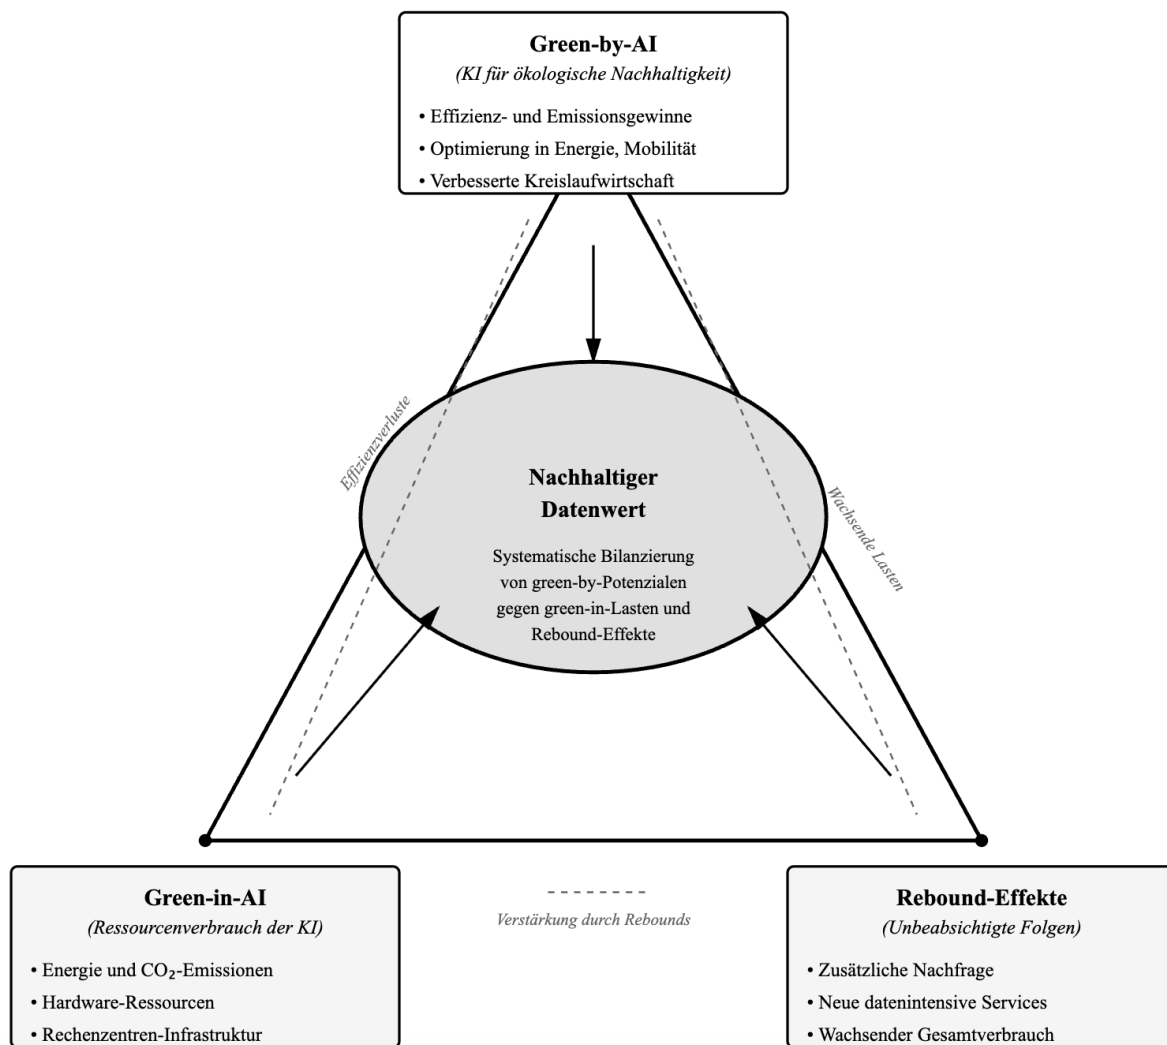 Green-by-AI
(KI für ökologische Nachhaltigkeit)
• Effizienz- und Emissionsgewinne
• Optimierung in Energie, Mobilität
• Verbesserte Kreislaufwirtschaft
Effizienzverluste
Wachsende Lasten
Nachhaltiger
Datenwert
Systematische Bilanzierung
von green-by-Potenzialen
gegen green-in-Lasten und
Rebound-Effekte
Green-in-AI
(Ressourcenverbrauch der KI)
• Energie und CO₂-Emissionen
• Hardware-Ressourcen
• Rechenzentren-Infrastruktur
Verstärkung durch Rebounds
Rebound-Effekte
(Unbeabsichtigte Folgen)
• Zusätzliche Nachfrage
• Neue datenintensive Services
• Wachsender Gesamtverbrauch